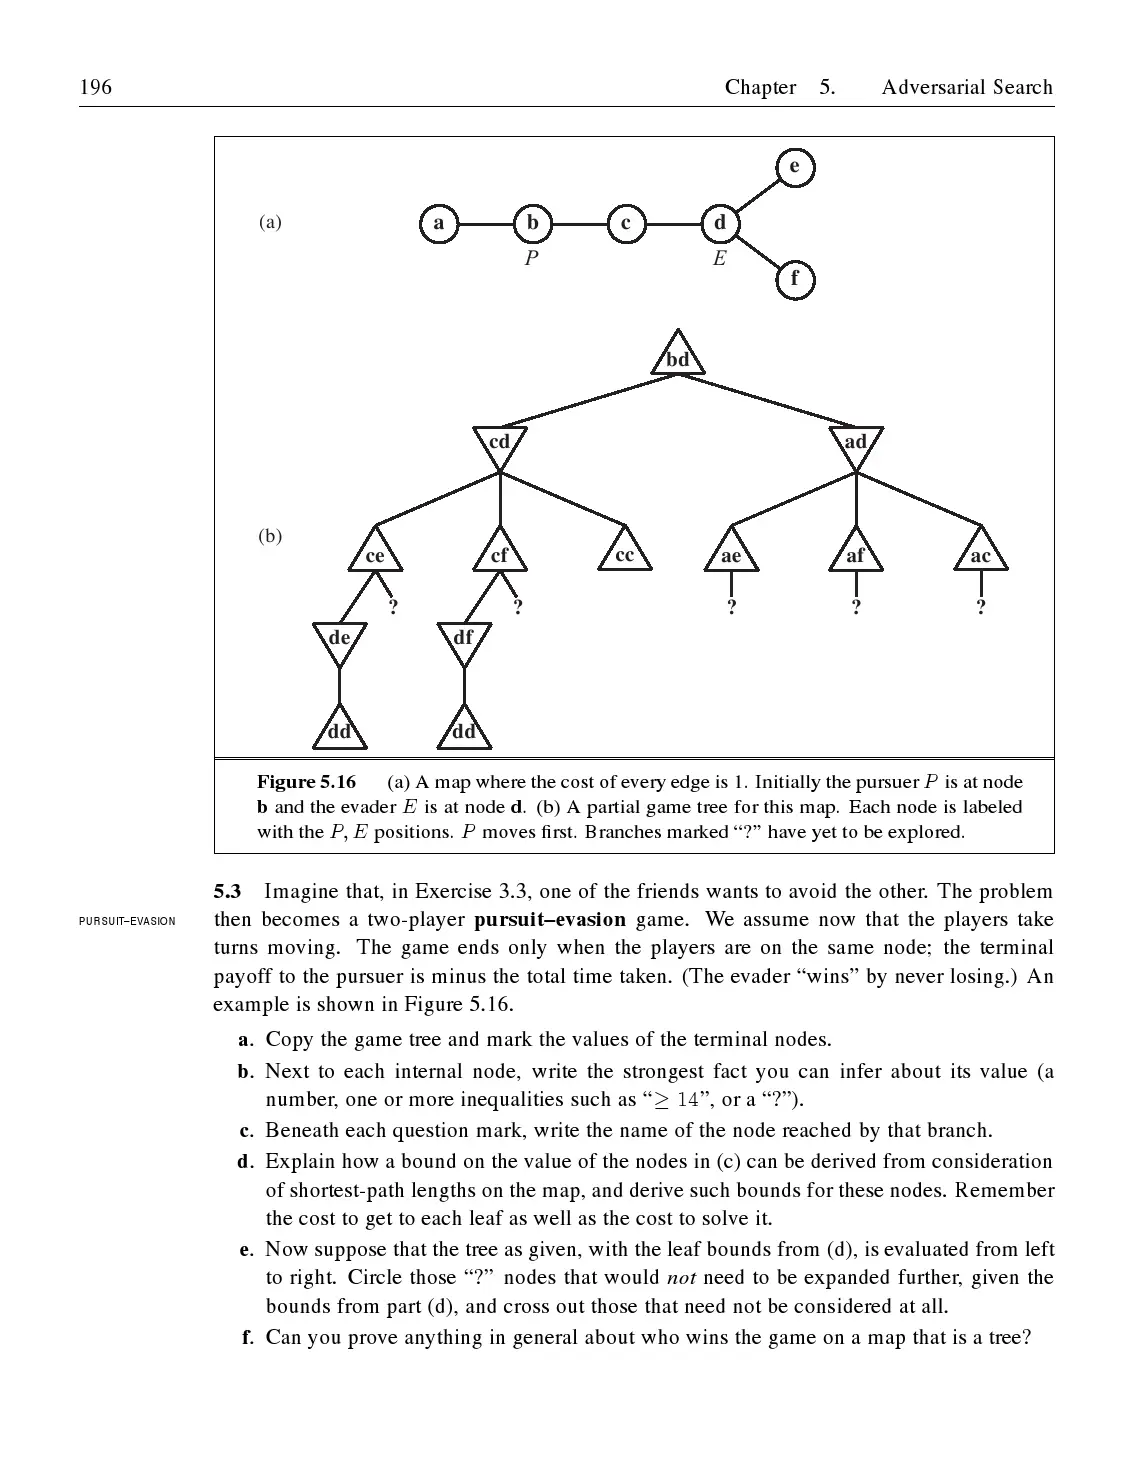 196
Chapter 5. Adversarial Search
(a)
a b c d e f
P E
bd
cd ad
(b)
ce cf cc ae af ac
? ? ? ? ?
de df
dd dd
Figure 5.16 (a) A map where the cost of every edge is 1. Initially the pursuer P is at node
b and the evader E is at node d. (b) A partial game tree for this map. Each node is labeled
with the P, E positions. P moves first. Branches marked “?” have yet to be explored.
5.3 Imagine that, in Exercise 3.3, one of the friends wants to avoid the other. The problem
PURSUIT–EVASION
then becomes a two-player pursuit–evasion game. We assume now that the players take
turns moving. The game ends only when the players are on the same node; the terminal
payoff to the pursuer is minus the total time taken. (The evader “wins” by never losing.) An
example is shown in Figure 5.16.
a. Copy the game tree and mark the values of the terminal nodes.
b. Next to each internal node, write the strongest fact you can infer about its value (a
number, one or more inequalities such as “≥ 14”, or a “?”).
c. Beneath each question mark, write the name of the node reached by that branch.
d. Explain how a bound on the value of the nodes in (c) can be derived from consideration
of shortest-path lengths on the map, and derive such bounds for these nodes. Remember
the cost to get to each leaf as well as the cost to solve it.
e. Now suppose that the tree as given, with the leaf bounds from (d), is evaluated from left
to right. Circle those “?” nodes that would not need to be expanded further, given the
bounds from part (d), and cross out those that need not be considered at all.
f. Can you prove anything in general about who wins the game on a map that is a tree?